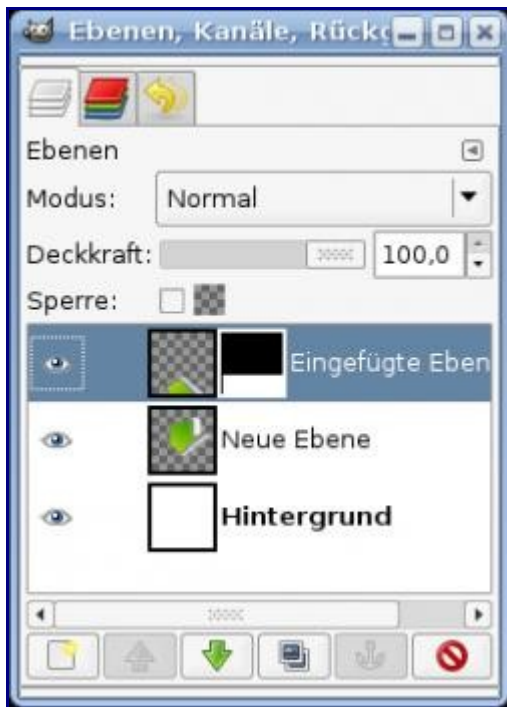 Ebenen, Kanäle, Rück
Ebenen
Modus: Normal
Deckkraft: 100,0
Sperre:
Eingefügte Eben
Neue Ebene
Hintergrund